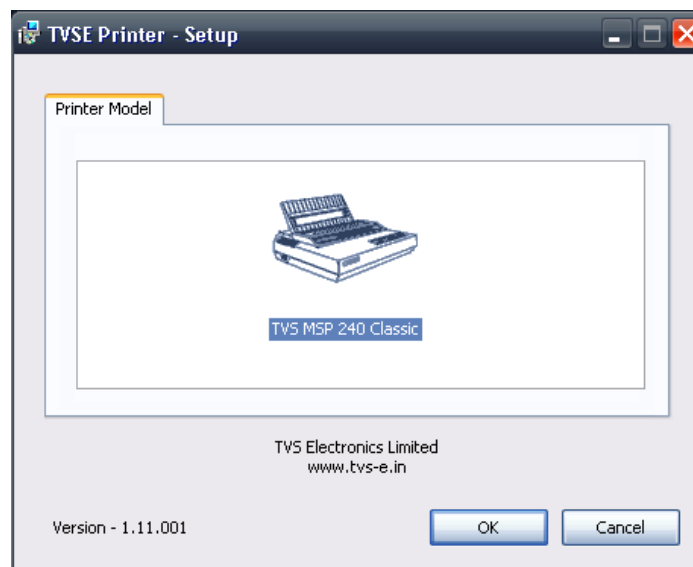 TVSE Printer - Setup
Printer Model
TVS MSP 240 Classic
TVS Electronics Limited
www.tvs-e.in
Version - 1.11.001
OK
Cancel